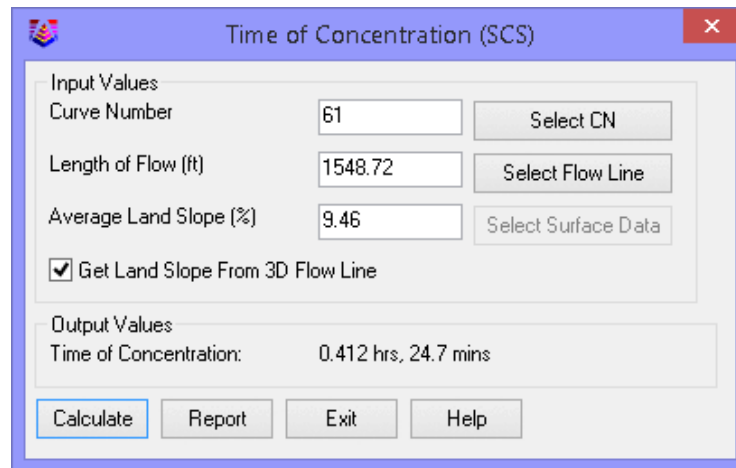 Time of Concentration (SCS)
Input Values
Curve Number 61 Select CN
Length of Flow (ft) 1548.72 Select Flow Line
Average Land Slope (%) 9.46 Select Surface Data
Get Land Slope From 3D Flow Line
Output Values
Time of Concentration: 0.412 hrs, 24.7 mins
Calculate Report Exit Help